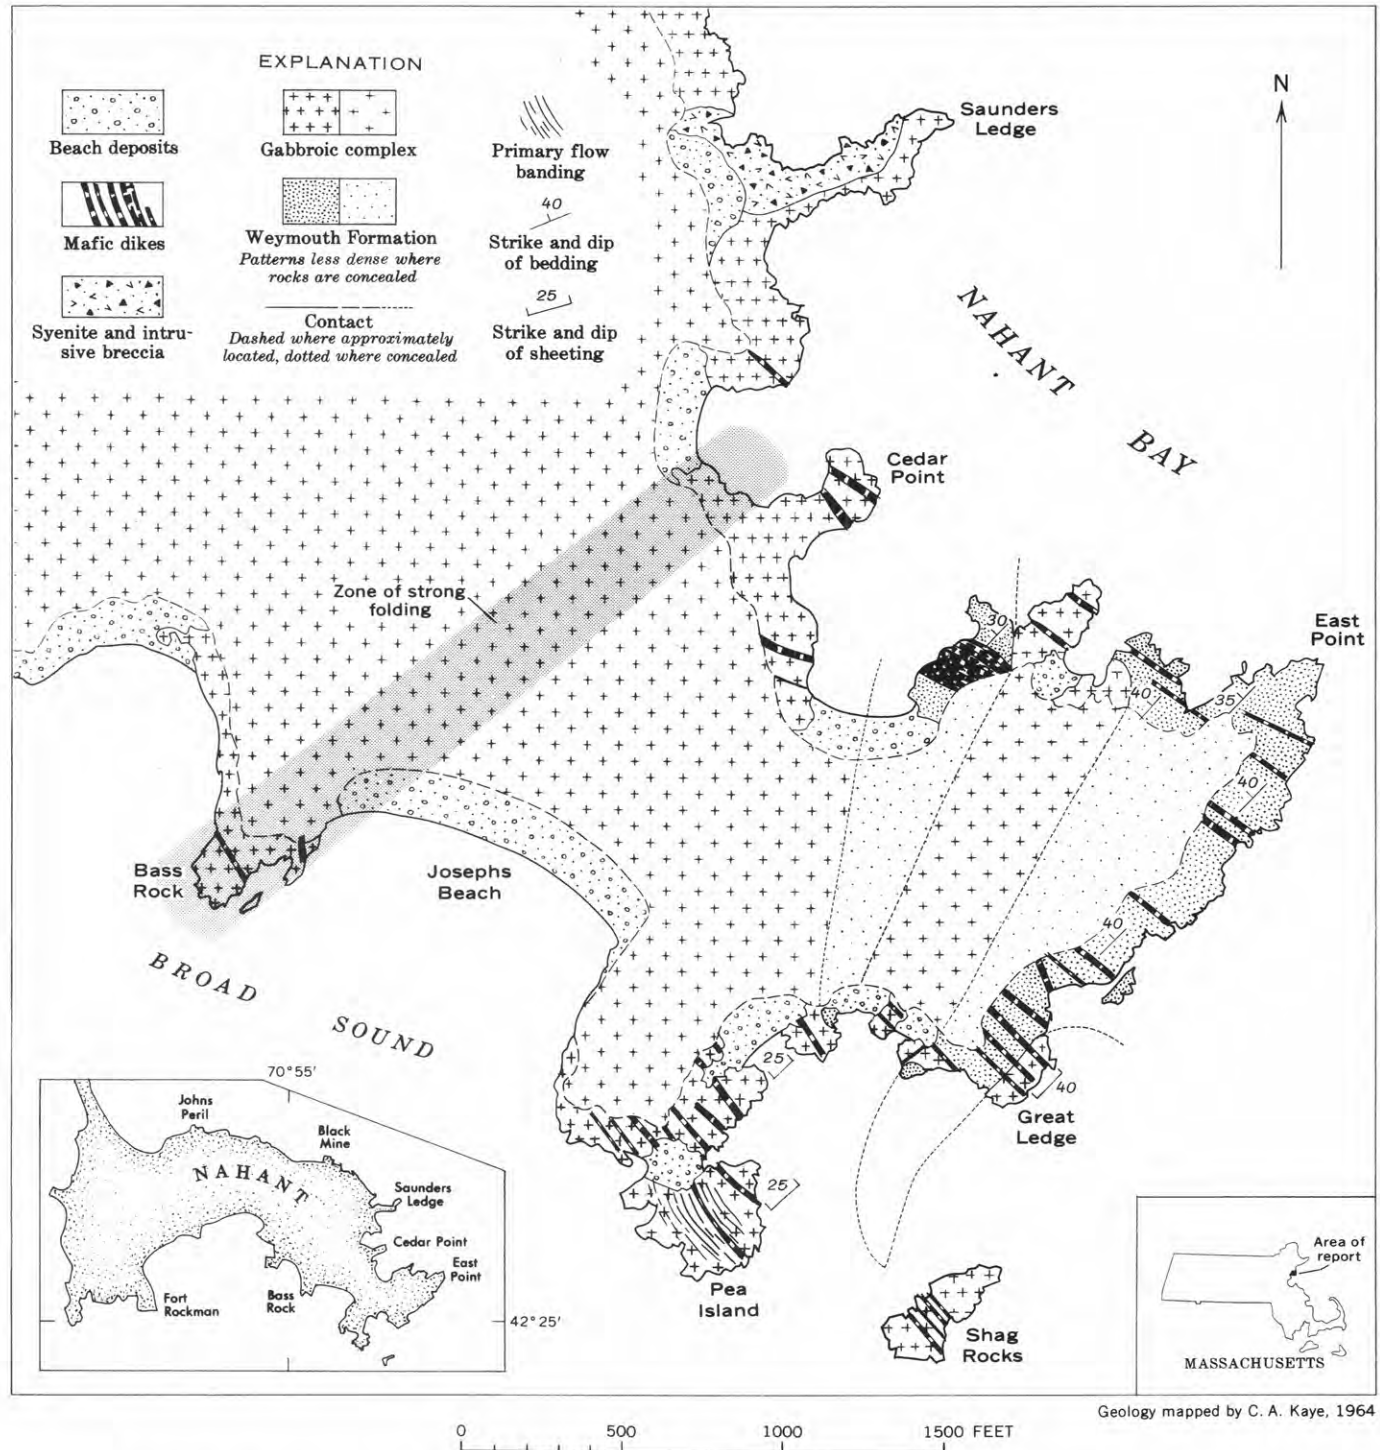 EXPLANATION
Beach deposits
Mafic dikes
Syenite and intru-
sive breccia
Gabbroic complex
Weymouth Formation
Patterns less dense where
rocks are concealed
Contact
Dashed where approximately
located, dotted where concealed
Primary flow
banding
40
Strike and dip
of bedding
25
Strike and dip
of sheeting
N
Saunders
Ledge
NAHANT
BAY
Cedar
Point
Zone of strong
folding
30
East
Point
40
35
40
Bass
Rock
Josephs
Beach
40
BROAD
SOUND
25
40
Great
Ledge
25
Pea
Island
Shag
Rocks
70°55'
Johns
Peril
Black
Mine
NAHANT
Saunders
Ledge
Cedar Point
East
Point
Fort
Rockman
Bass
Rock
42°25'
Area of
report
MASSACHUSETTS
Geology mapped by C. A. Kaye, 1964
0 500 1000 1500 FEET